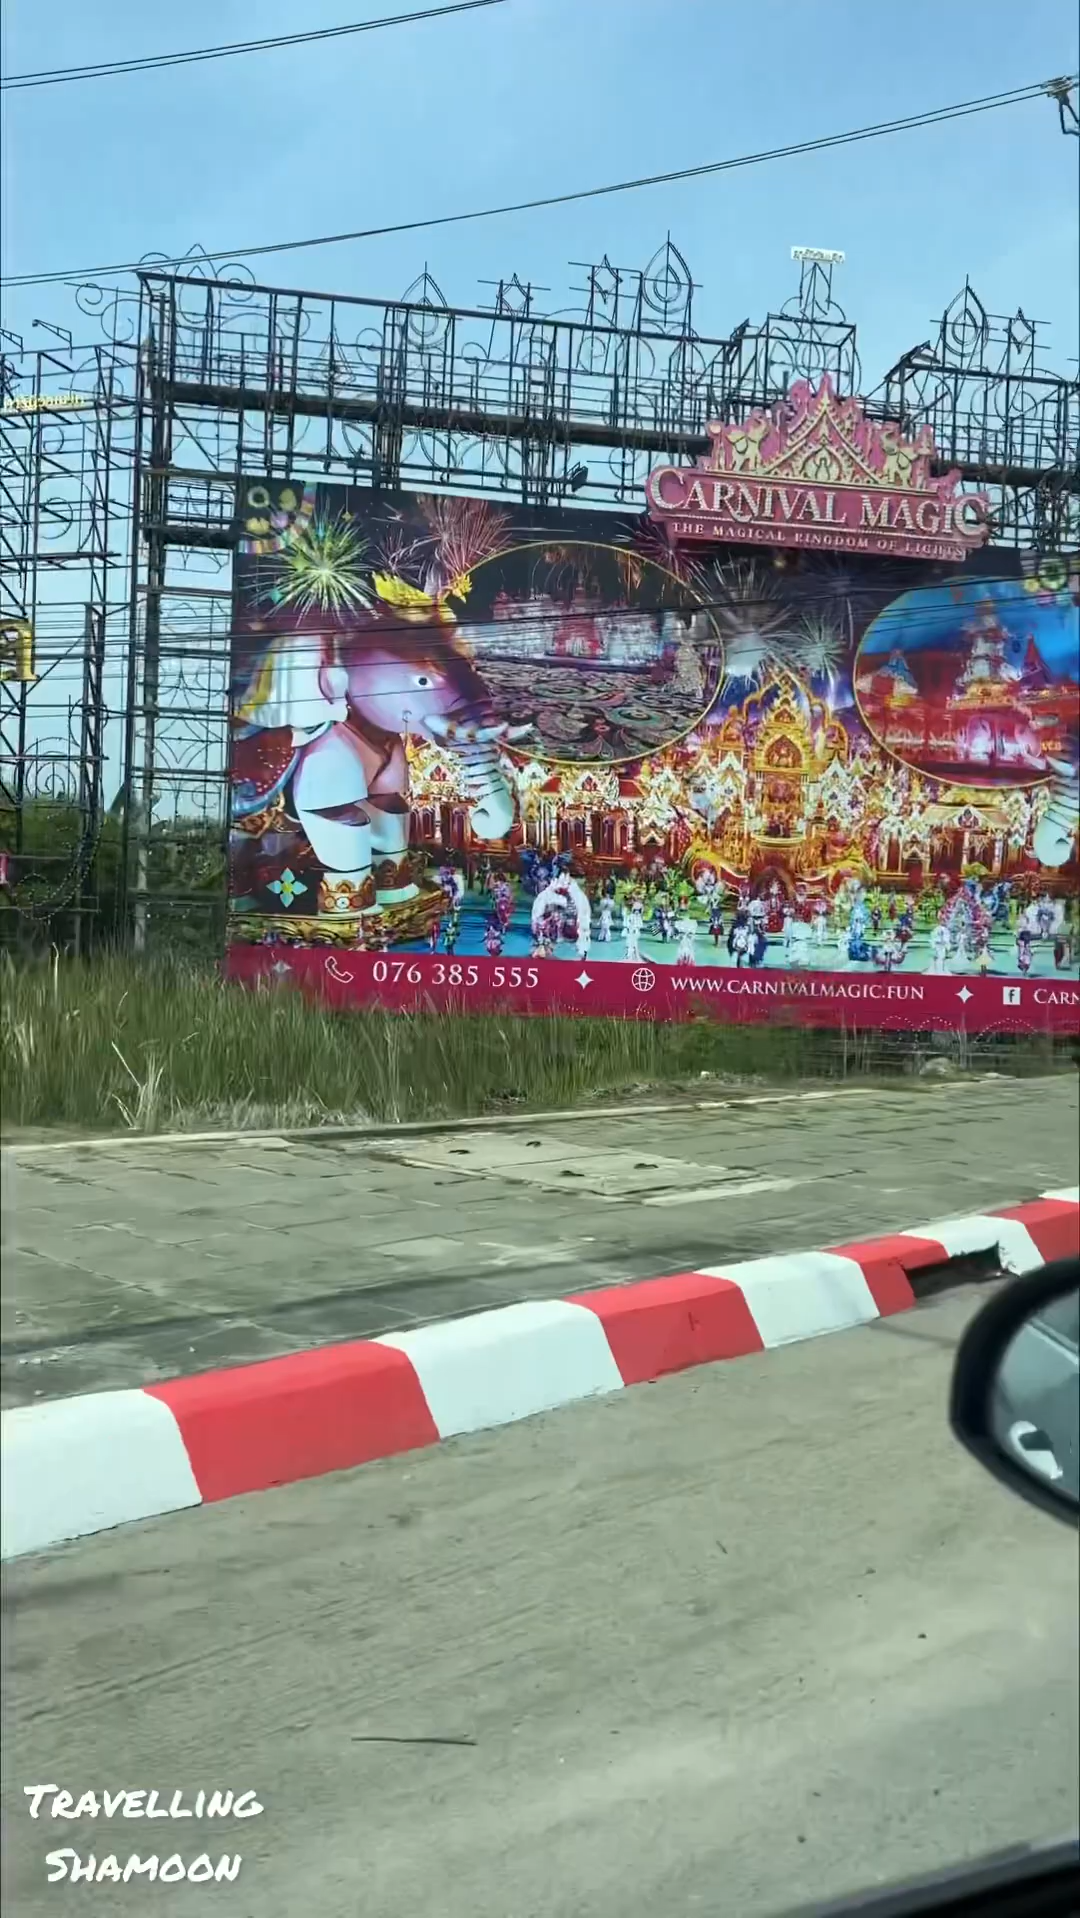 CARNIVAL MAGIC
THE MAGICAL KINGDOM OF LIGHTS
076 385 555
WWW.CARNIVALMAGIC.FUN
f
TRAVELLING
SHAMOON